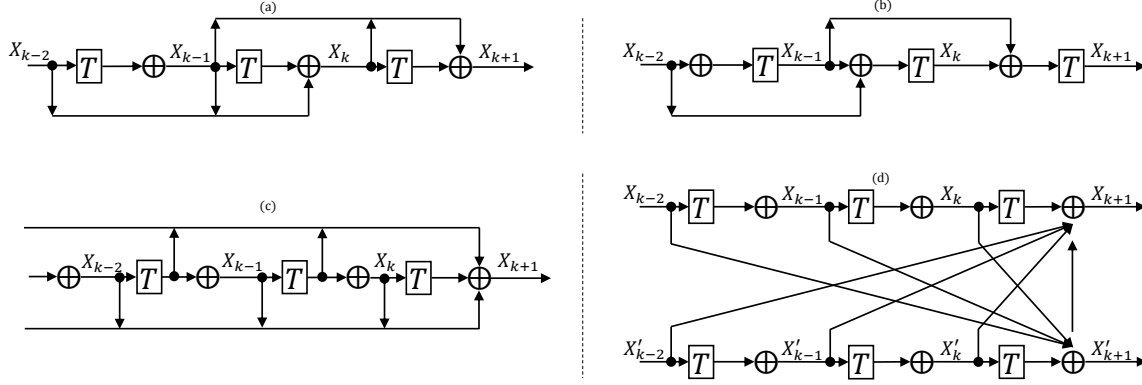 (a)
X_{k-2} T X_{k-1} T X_k T X_{k+1}
(b)
X_{k-2} T X_{k-1} T X_k T X_{k+1}
(c)
X_{k-2} T X_{k-1} T X_k T X_{k+1}
(d)
X_{k-2} T X_{k-1} T X_k T X_{k+1}
X'_{k-2} T X'_{k-1} T X'_k T X'_{k+1}